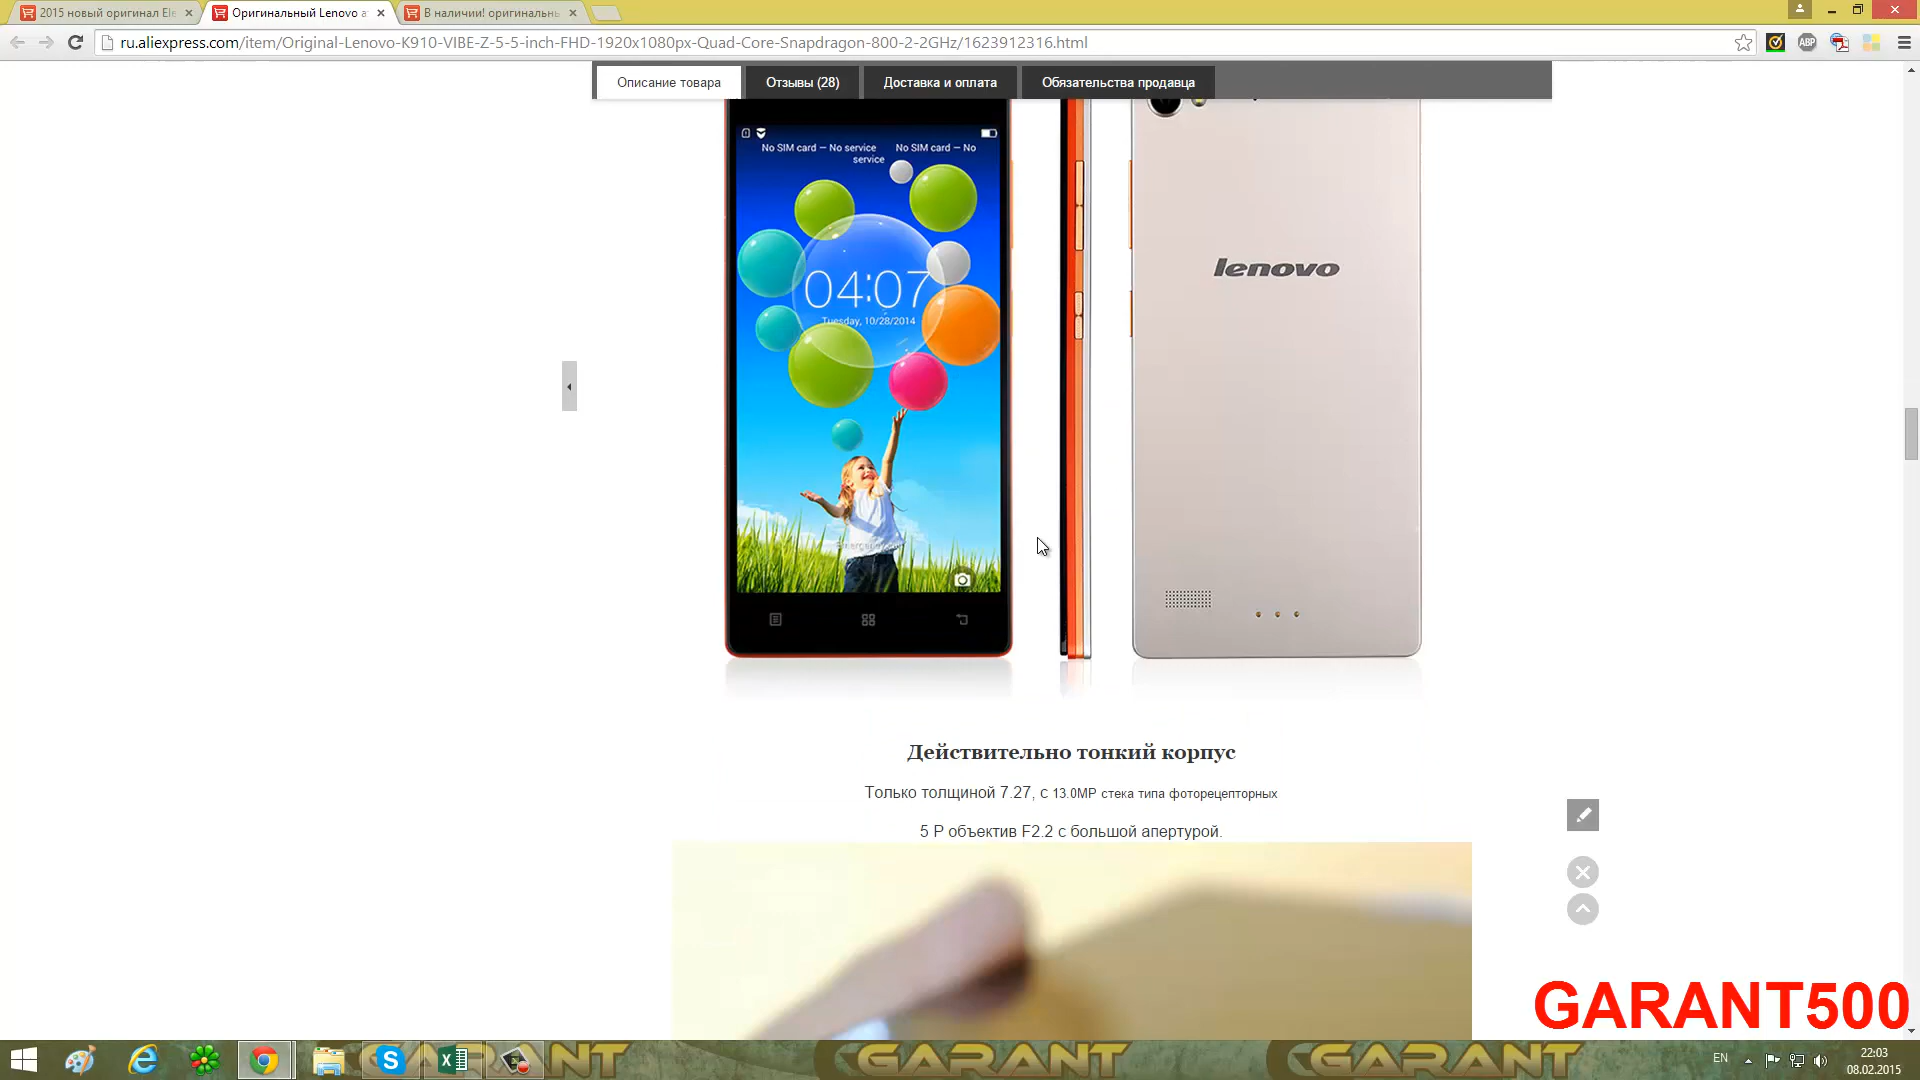 2015 новый оригинал Ele
Оригинальный Lenovo
В наличии! оригинальнь
ru.aliexpress.com/item/Original-Lenovo-K910-VIBE-Z-5-5-inch-FHD-1920x1080px-Quad-Core-Snapdragon-800-2-2GHz/1623912316.html
ABP
Описание товара
Отзывы (28)
Доставка и оплата
Обязательства продавца
No SIM card — No service
No SIM card — No
service
04:07
Tuesday, 10/28/2014
lenovo
Действительно тонкий корпус
Только толщиной 7.27, с 13.0MP стека типа фоторецепторных
5 P объектив F2.2 с большой апертурой.
GARANT500
GARANT
GARANT
GARANT
EN
22:03
08.02.2015